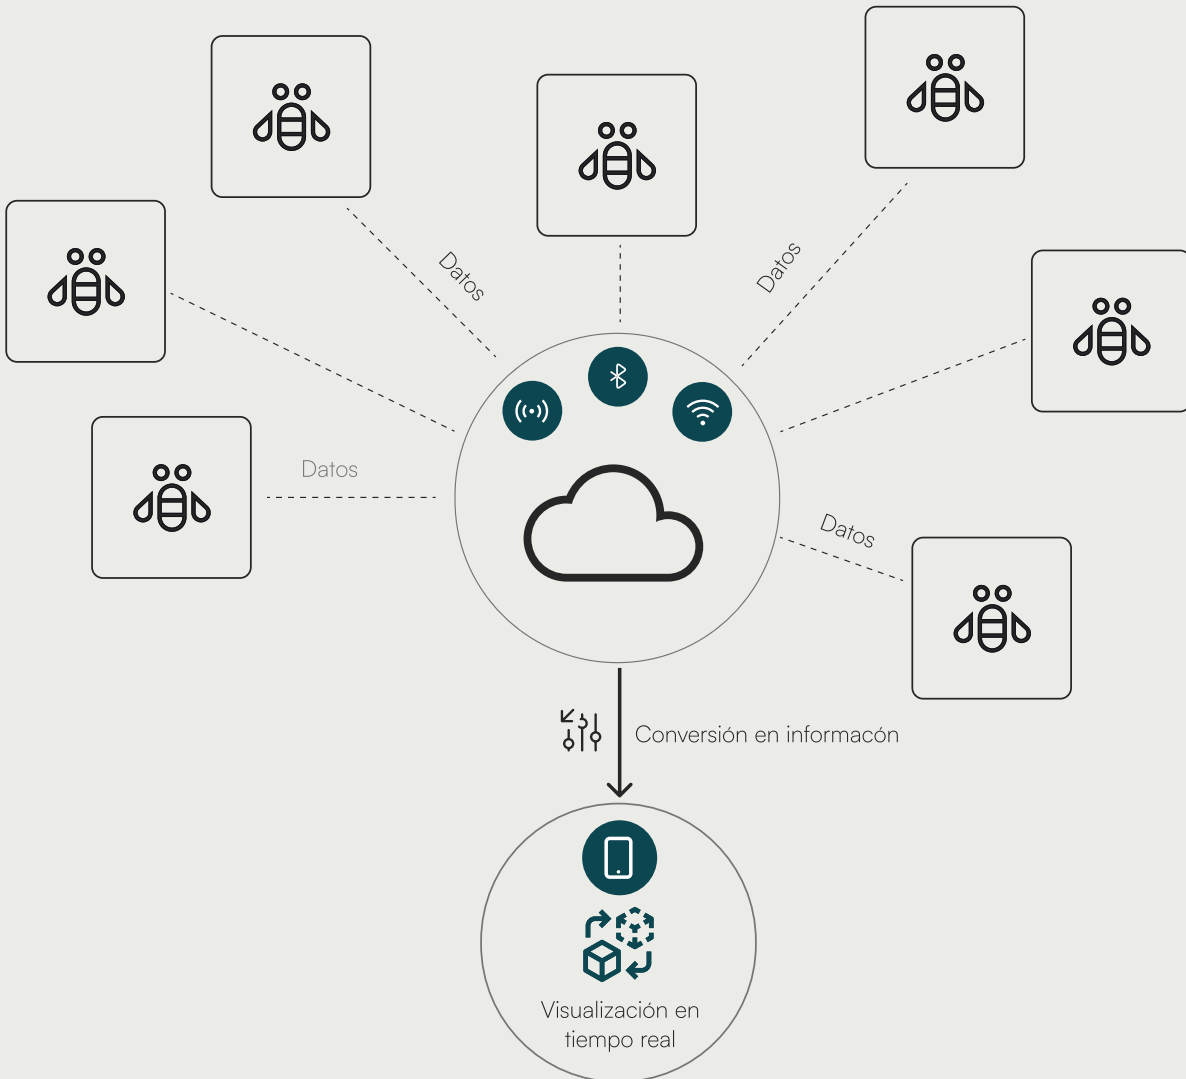 Datos
Datos
Datos
Datos
Conversión en informacón
Visualización en
tiempo real